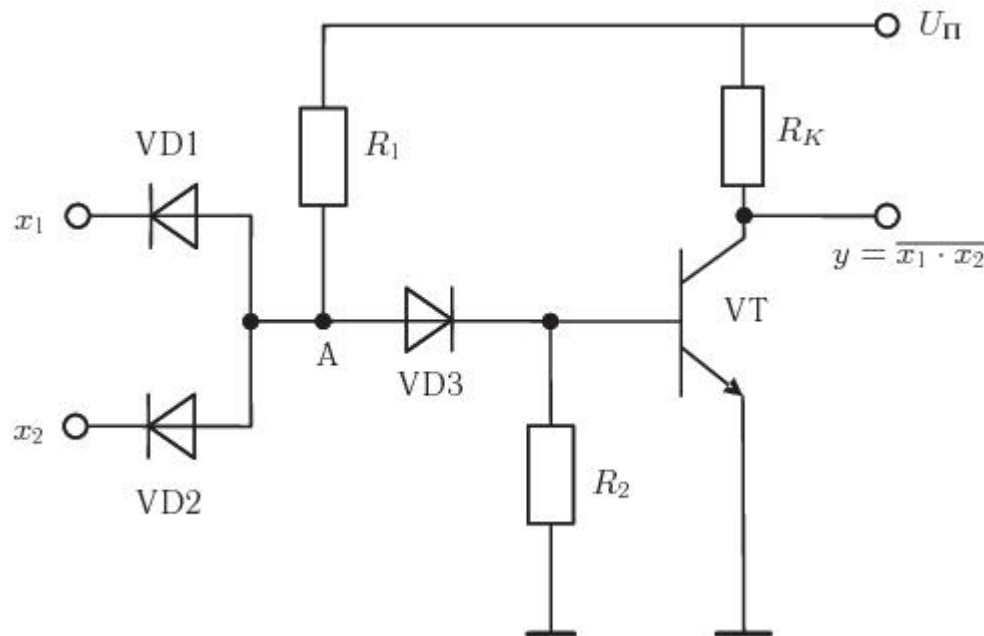 U_П
R_1
R_K
VD1
x_1
y = \overline{x_1 · x_2}
VT
A
VD3
x_2
R_2
VD2